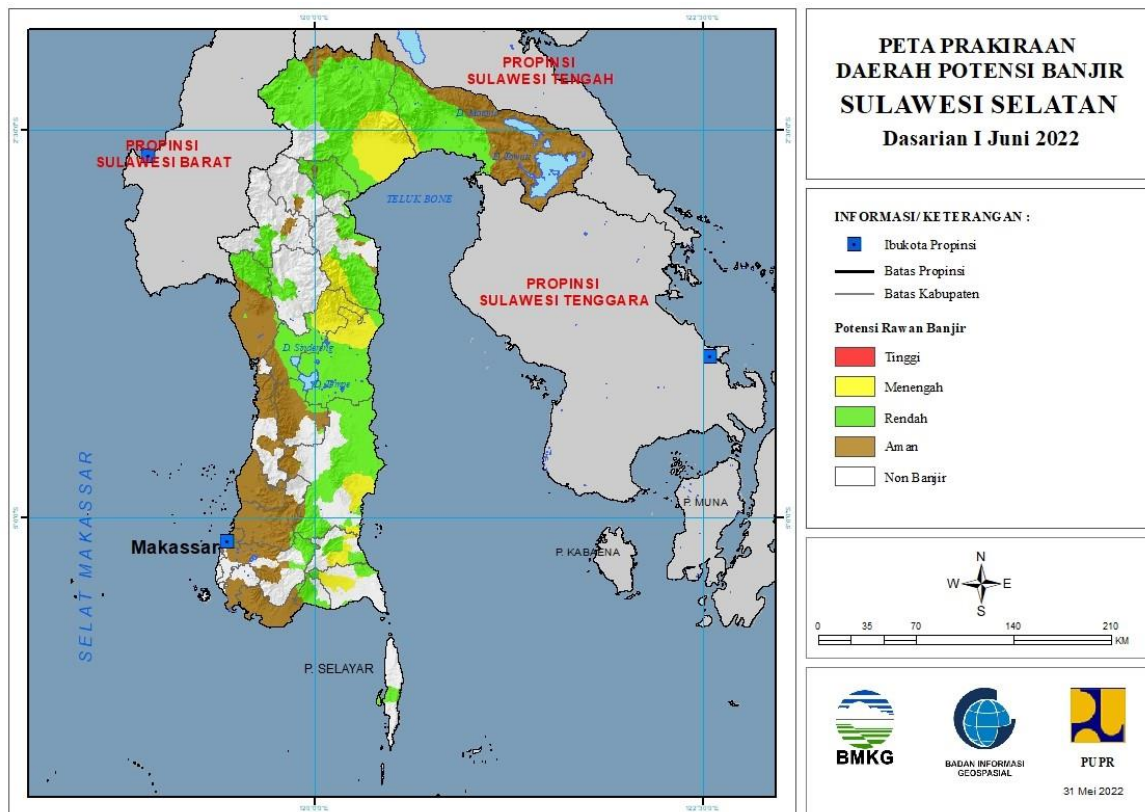 PROPINSI
SULAWESI TENGAH
PROPINSI
SULAWESI BARAT
TELUK BONE
PROPINSI
SULAWESI TENGGARA
SELAT MAKASSAR
Makassar
P. MUNA
P. KABAENA
P. SELAYAR
PETA PRAKIRAAN
DAERAH POTENSI BANJIR
SULAWESI SELATAN
Dasarian I Juni 2022
INFORMASI/ KETERANGAN :
Ibukota Propinsi
Batas Propinsi
Batas Kabupaten
Potensi Rawan Banjir
Tinggi
Menengah
Rendah
Aman
Non Banjir
N
W E
S
0 35 70 140 210
KM
BMKG
BADAN INFORMASI
GEOSPASIAL
PUPR
31 Mei 2022